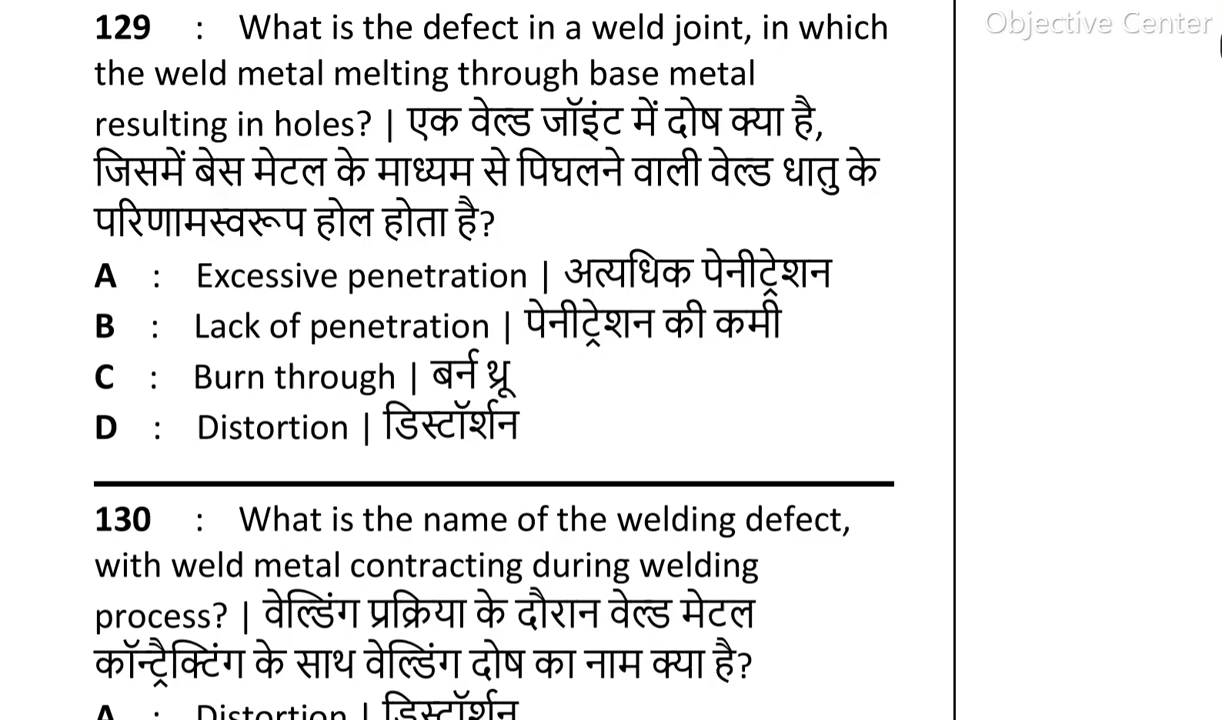 Objective Center
129 : What is the defect in a weld joint, in which
the weld metal melting through base metal
resulting in holes? | एक वेल्ड जॉइंट में दोष क्या है,
जिसमें बेस मेटल के माध्यम से पिघलने वाली वेल्ड धातु के
परिणामस्वरूप होल होता है?
A : Excessive penetration | अत्यधिक पेनीट्रेशन
B : Lack of penetration | पेनीट्रेशन की कमी
C : Burn through | बर्न थ्रू
D : Distortion | डिस्टॉर्शन
130 : What is the name of the welding defect,
with weld metal contracting during welding
process? | वेल्डिंग प्रक्रिया के दौरान वेल्ड मेटल
कॉन्ट्रैक्टिंग के साथ वेल्डिंग दोष का नाम क्या है?
A : Distortion | डिस्टॉर्शन